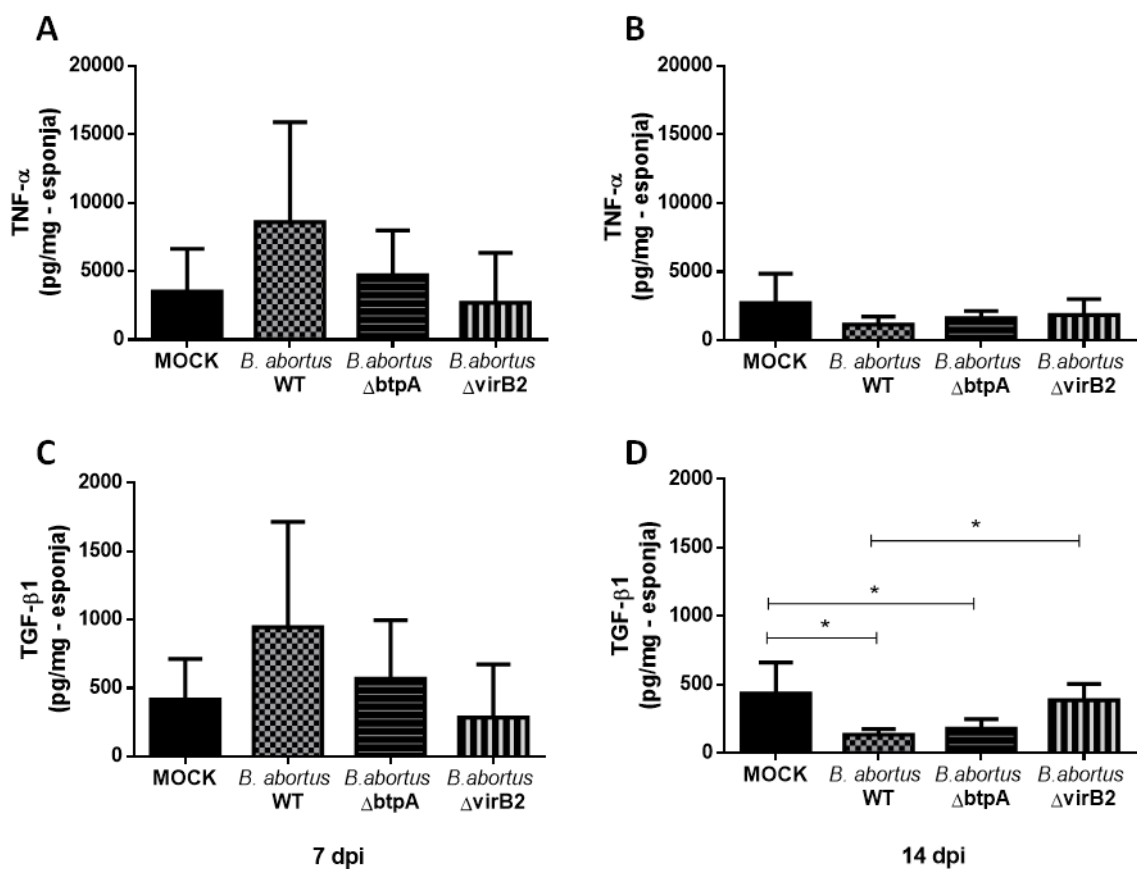 A
TNF-α
(pg/mg - esponja)
20000
15000
10000
5000
0
MOCK
B. abortus
WT
B.abortus
ΔbtpA
B.abortus
ΔvirB2
B
TNF-α
(pg/mg - esponja)
20000
15000
10000
5000
0
MOCK
B. abortus
WT
B.abortus
ΔbtpA
B.abortus
ΔvirB2
C
TGF-β1
(pg/mg - esponja)
2000
1500
1000
500
0
MOCK
B. abortus
WT
B.abortus
ΔbtpA
B.abortus
ΔvirB2
7 dpi
D
TGF-β1
(pg/mg - esponja)
2000
1500
1000
500
0
*
*
*
MOCK
B. abortus
WT
B.abortus
ΔbtpA
B.abortus
ΔvirB2
14 dpi